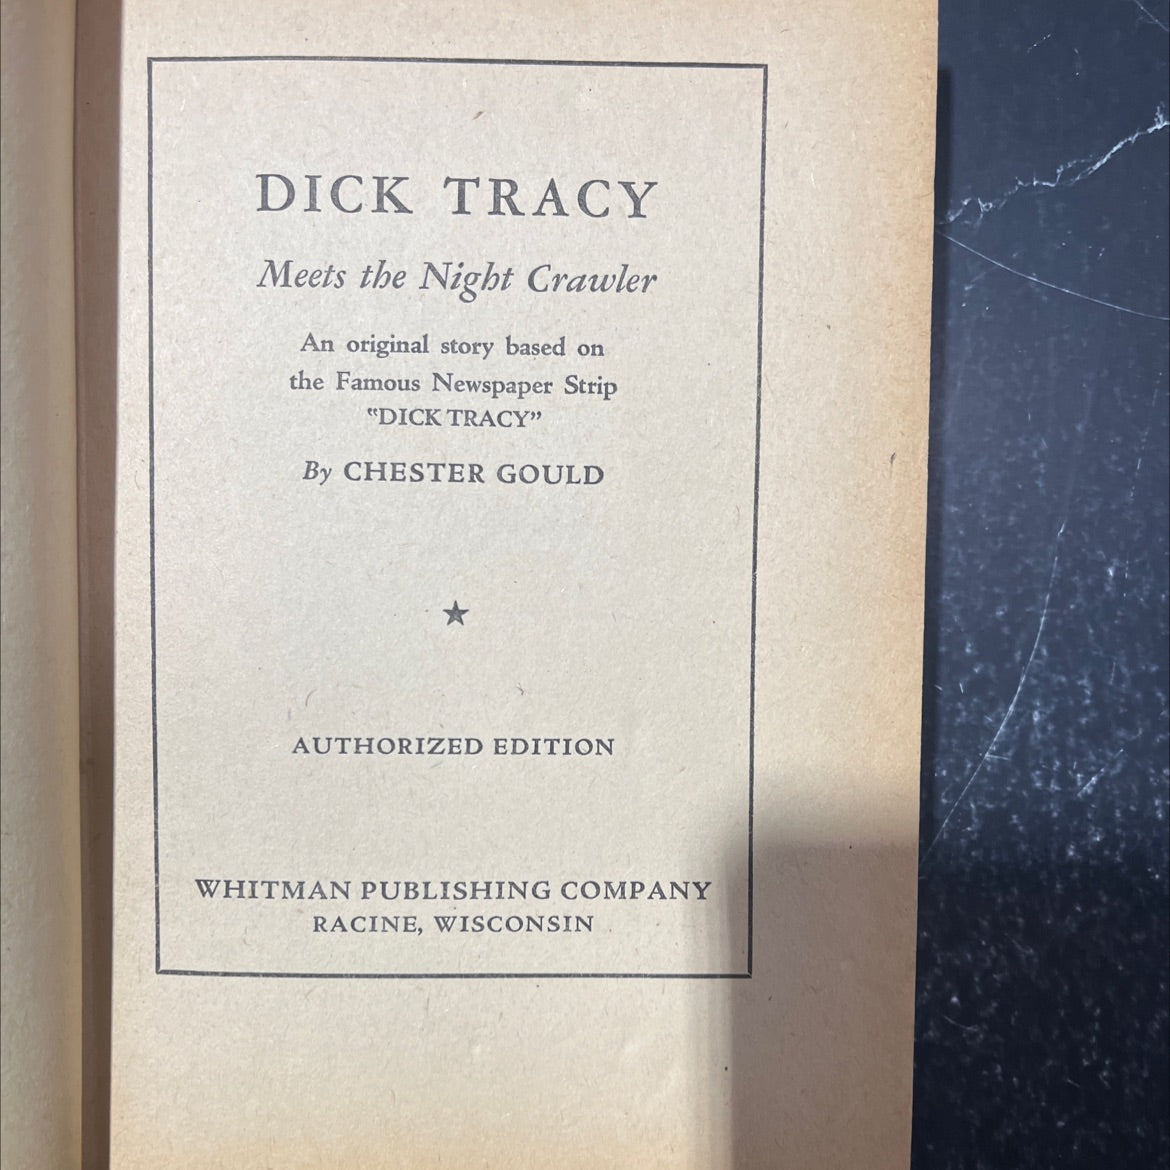 DICK TRACY
Meets the Night Crawler
An original story based on
the Famous Newspaper Strip
"DICK TRACY"
By CHESTER GOULD
★
AUTHORIZED EDITION
WHITMAN PUBLISHING COMPANY
RACINE, WISCONSIN